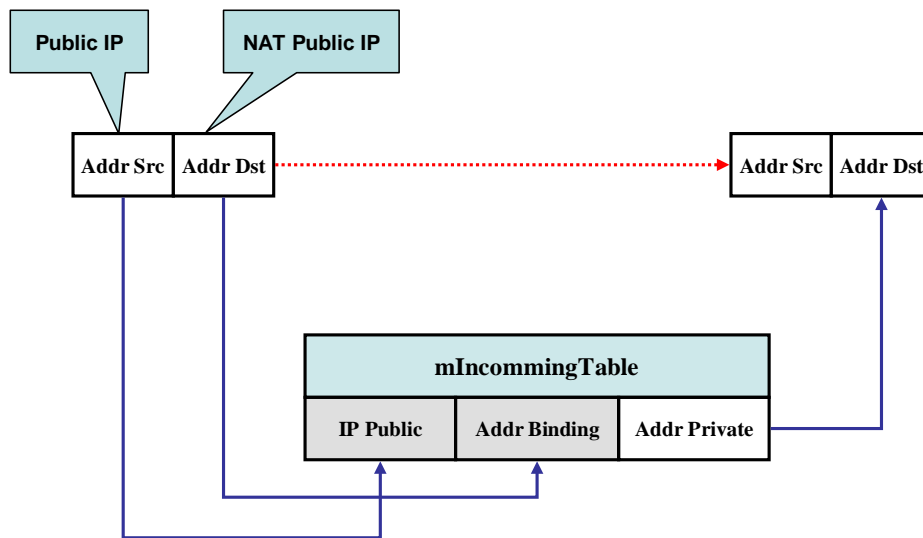 Public IP
NAT Public IP
Addr Src
Addr Dst
Addr Src
Addr Dst
mIncommingTable
IP Public
Addr Binding
Addr Private